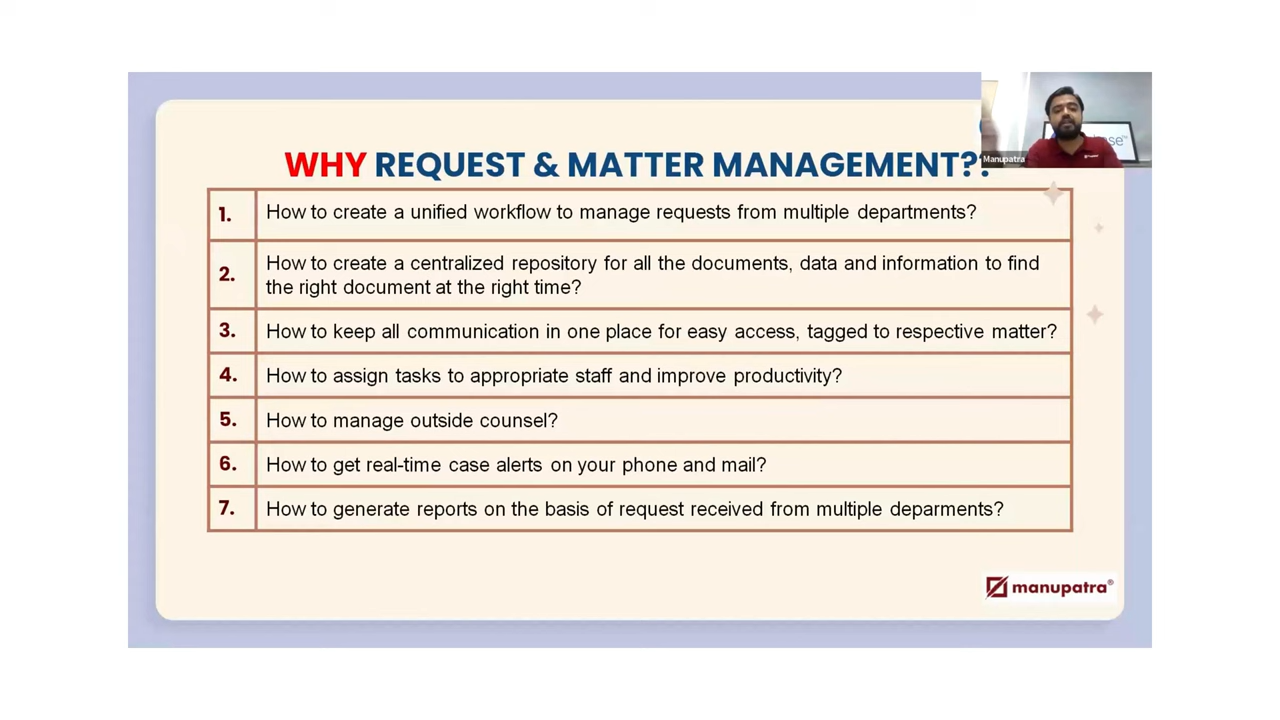 WHY REQUEST & MATTER MANAGEMENT??
Manupatra
1. How to create a unified workflow to manage requests from multiple departments?
2. How to create a centralized repository for all the documents, data and information to find
the right document at the right time?
3. How to keep all communication in one place for easy access, tagged to respective matter?
4. How to assign tasks to appropriate staff and improve productivity?
5. How to manage outside counsel?
6. How to get real-time case alerts on your phone and mail?
7. How to generate reports on the basis of request received from multiple deparments?
manupatra®